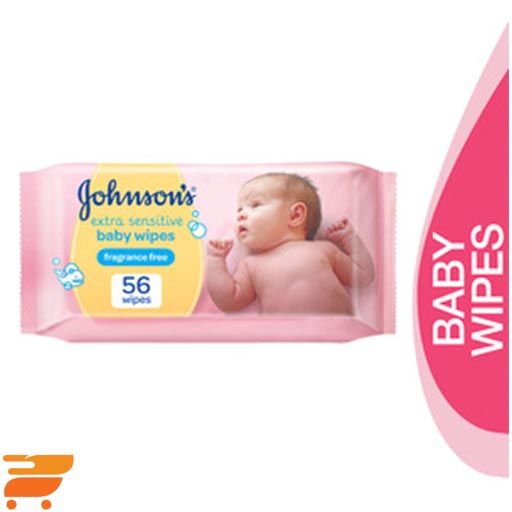 Johnson's®
extra sensitive
baby wipes
fragrance free
56
wipes
BABY
WIPES